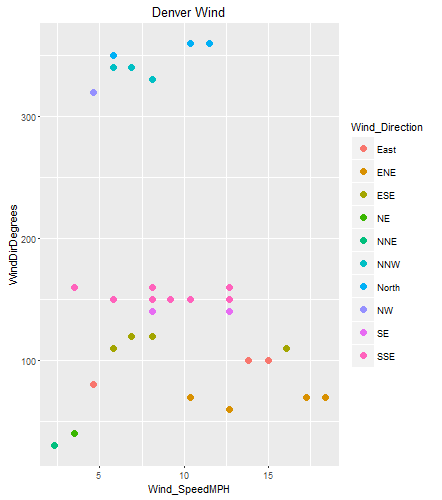 Denver Wind
WindDirDegrees
300
200
100
5
10
15
Wind_SpeedMPH
Wind_Direction
East
ENE
ESE
NE
NNE
NNW
North
NW
SE
SSE